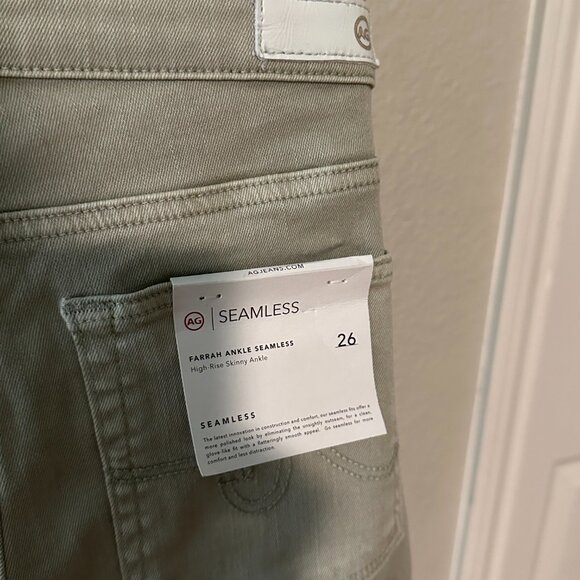 AG
AGJEANS.COM
AG | SEAMLESS
FARRAH ANKLE SEAMLESS 26
High-Rise Skinny Ankle
SEAMLESS
The latest innovation in construction and comfort, our seamless fits offer a
more polished look by eliminating the unsightly outseam, for a clean,
glove-like fit with a flatteringly smooth appeal. Go seamless for more
comfort and less distraction.